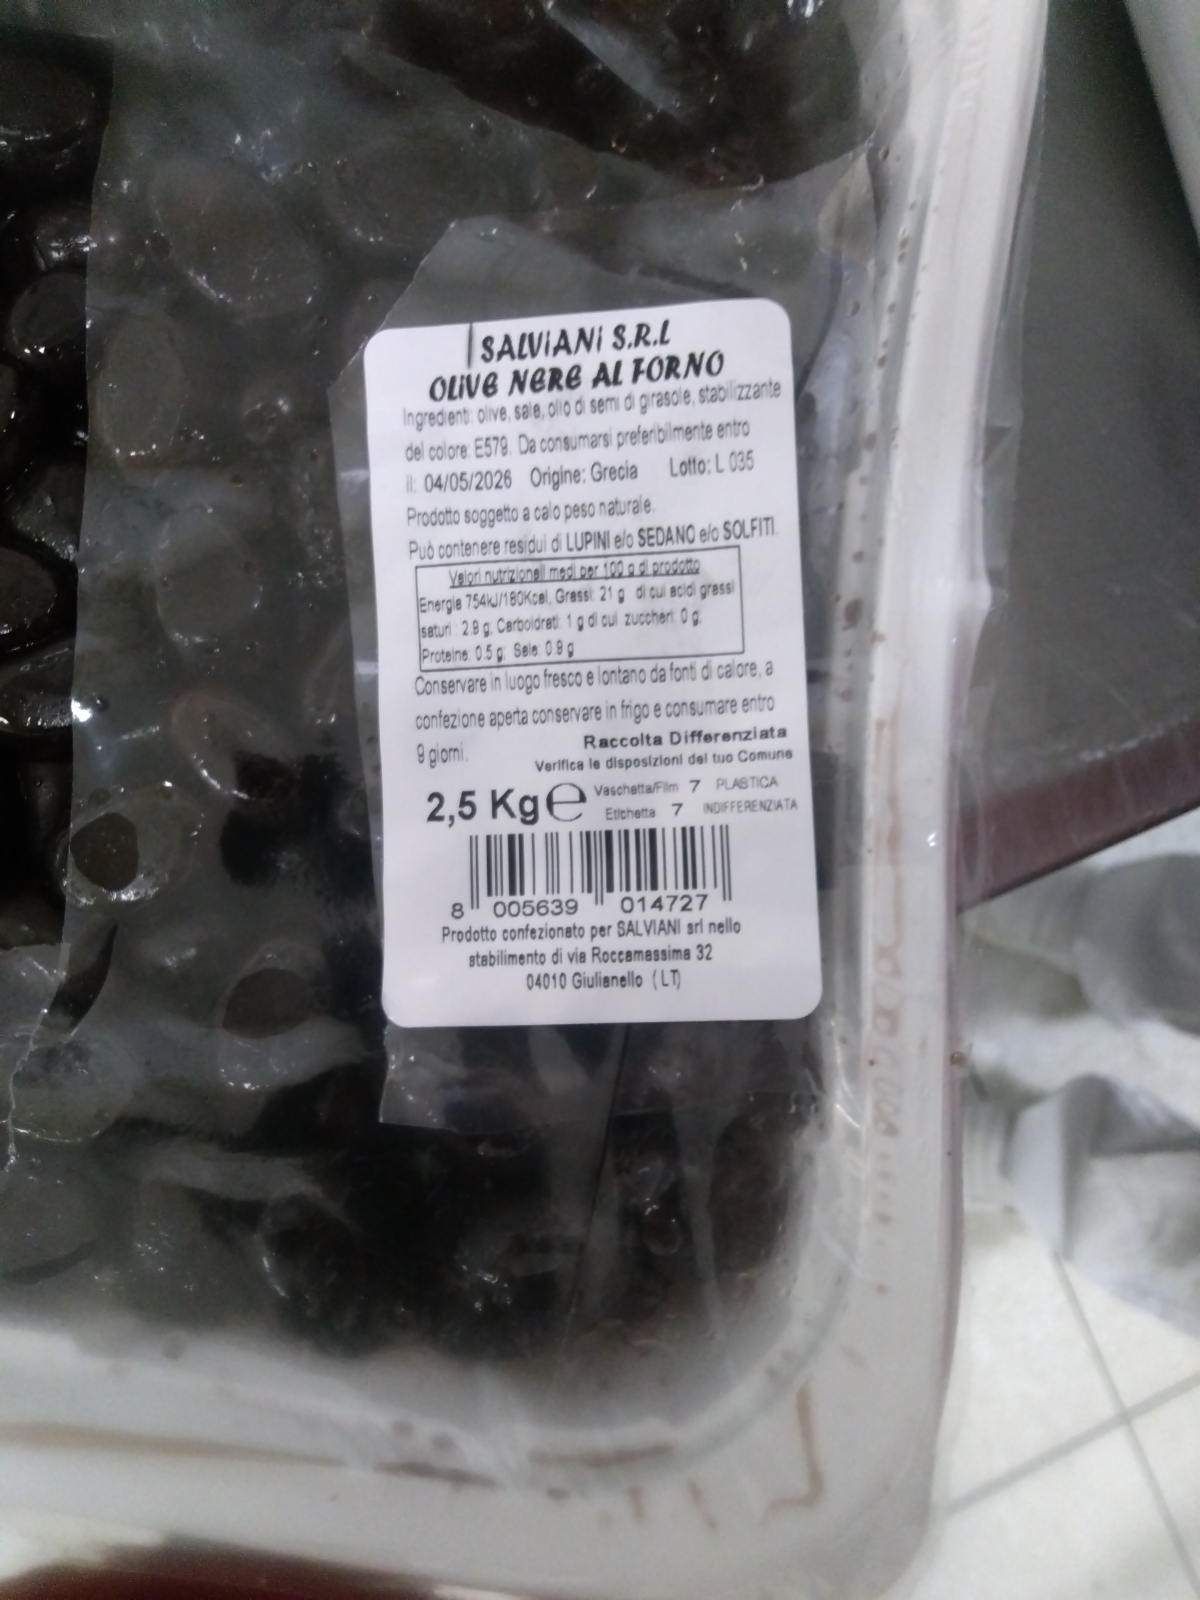 SALViANi S.R.L
OLiVE NERE AL FORNO
Ingredienti: olive, sale, olio di semi di girasole, stabilizzante
del colore: E579. Da consumarsi preferibilmente entro
il: 04/05/2026 Origine: Grecia Lotto: L 035
Prodotto soggetto a calo peso naturale.
Può contenere residui di LUPINI e/o SEDANO e/o SOLFITI.
Valori nutrizionali medi per 100 g di prodotto
Energia 754kJ/180Kcal, Grassi: 21 g di cui acidi grassi
saturi : 2.9 g; Carboidrati: 1 g di cui zuccheri: 0 g;
Proteine: 0.5 g; Sale: 0.9 g
Conservare in luogo fresco e lontano da fonti di calore, a
confezione aperta conservare in frigo e consumare entro
9 giorni.
Raccolta Differenziata
Verifica le disposizioni del tuo Comune
2,5 Kg ℮
Vaschetta/Film 7 PLASTICA
Etichetta 7 INDIFFERENZIATA
8 005639 014727
Prodotto confezionato per SALVIANI srl nello
stabilimento di via Roccamassima 32
04010 Giulianello (LT)